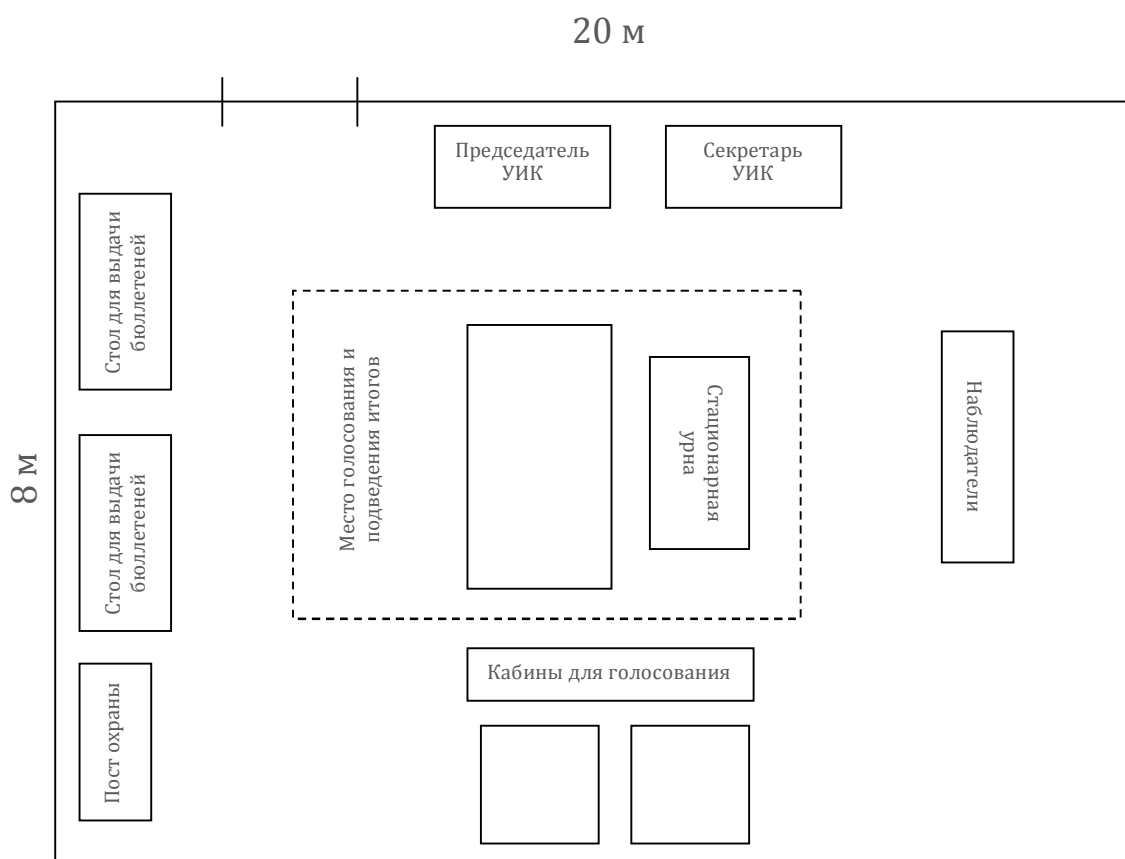 20 м
Председатель
УИК
Секретарь
УИК
Стол для выдачи
бюллетеней
Место голосования и
подведения итогов
Стационарная
урна
Наблюдатели
8 м
Стол для выдачи
бюллетеней
Кабины для голосования
Пост охраны